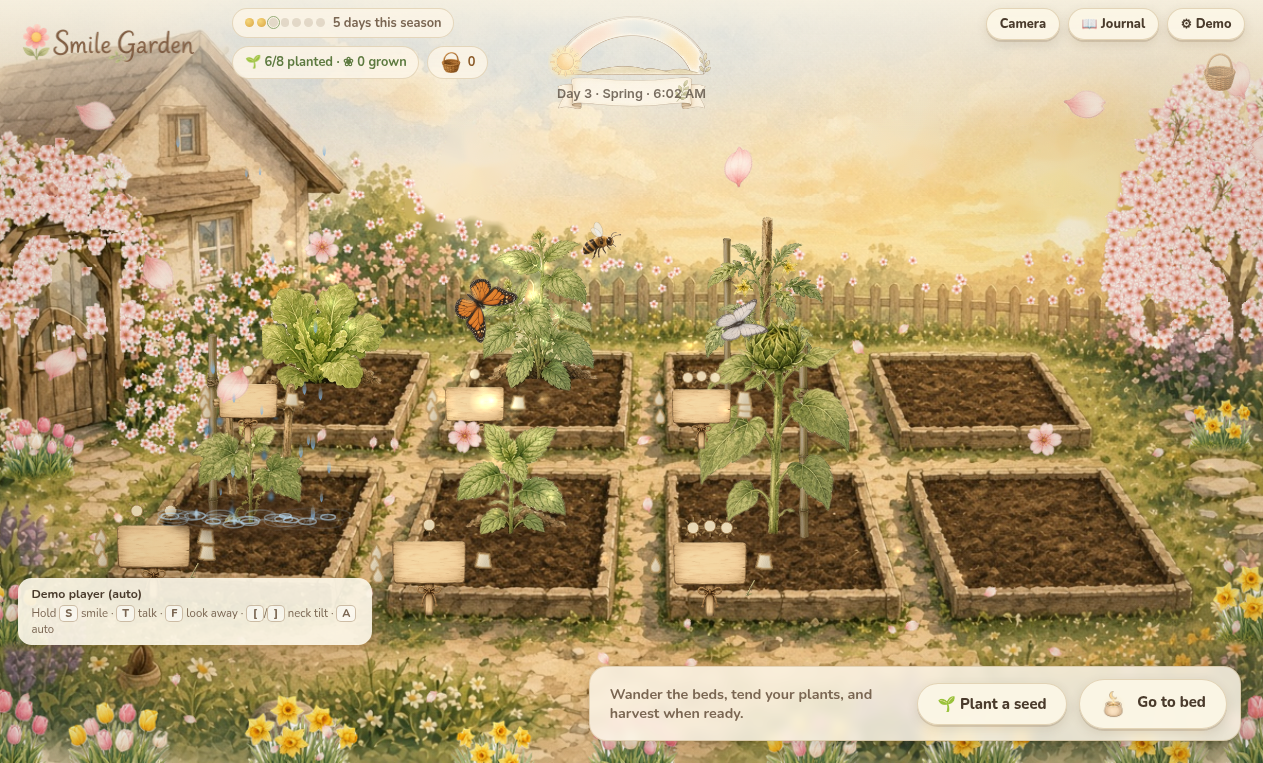 Smile Garden
5 days this season
6/8 planted · 0 grown
0
Day 3 · Spring · 6:02 AM
Camera
Journal
Demo
Demo player (auto)
Hold S smile · T talk · F look away · [ / ] neck tilt · A
auto
Wander the beds, tend your plants, and
harvest when ready.
Plant a seed
Go to bed